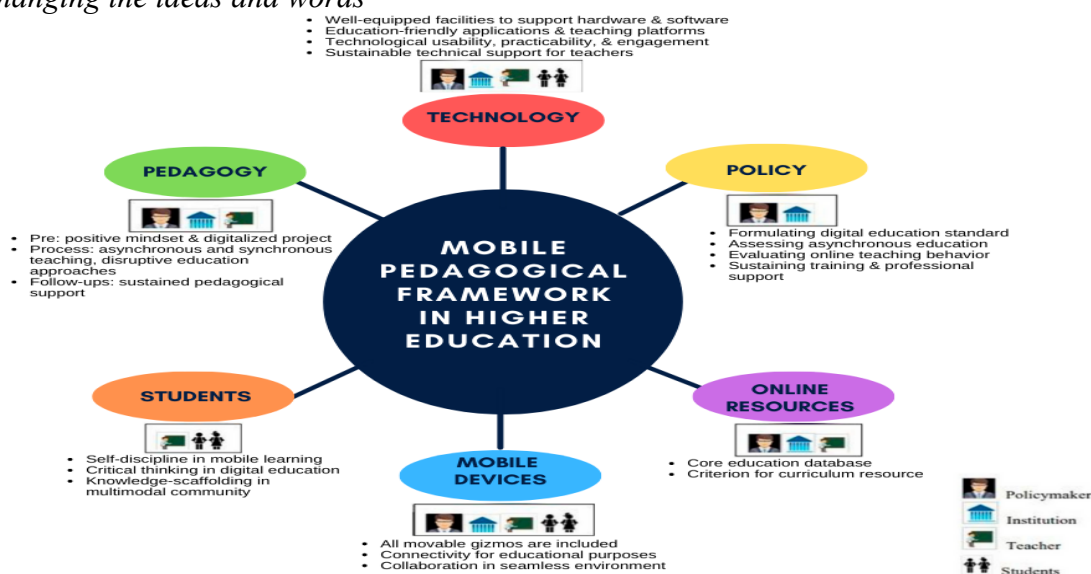 changing the ideas and words
• Well-equipped facilities to support hardware & software
• Education-friendly applications & teaching platforms
• Technological usability, practicability, & engagement
• Sustainable technical support for teachers
TECHNOLOGY
PEDAGOGY
• Pre: positive mindset & digitalized project
• Process: asynchronous and synchronous
teaching, disruptive education
approaches
• Follow-ups: sustained pedagogical
support
POLICY
• Formulating digital education standard
• Assessing asynchronous education
• Evaluating online teaching behavior
• Sustaining training & professional
support
MOBILE
PEDAGOGICAL
FRAMEWORK
IN HIGHER
EDUCATION
STUDENTS
• Self-discipline in mobile learning
• Critical thinking in digital education
• Knowledge-scaffolding in
multimodal community
MOBILE
DEVICES
• All movable gizmos are included
• Connectivity for educational purposes
• Collaboration in seamless environment
ONLINE
RESOURCES
• Core education database
• Criterion for curriculum resource
Policymaker
Institution
Teacher
Students